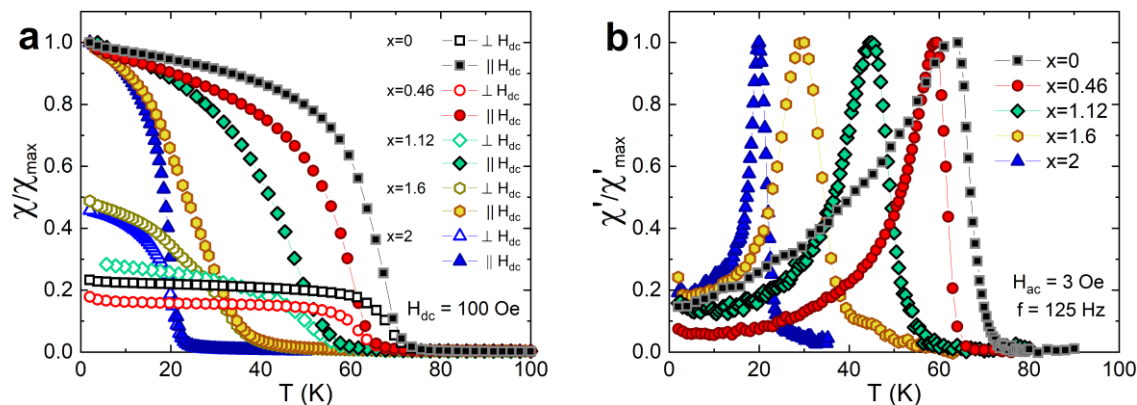 a
χ/χmax
1.0
0.8
0.6
0.4
0.2
0.0
0 20 40 60 80 100
T (K)
x=0 ⊥ Hdc
|| Hdc
x=0.46 ⊥ Hdc
|| Hdc
x=1.12 ⊥ Hdc
|| Hdc
x=1.6 ⊥ Hdc
|| Hdc
x=2 ⊥ Hdc
|| Hdc
Hdc = 100 Oe
b
χ'/χ'max
1.0
0.8
0.6
0.4
0.2
0.0
0 20 40 60 80 100
T (K)
x=0
x=0.46
x=1.12
x=1.6
x=2
Hac = 3 Oe
f = 125 Hz